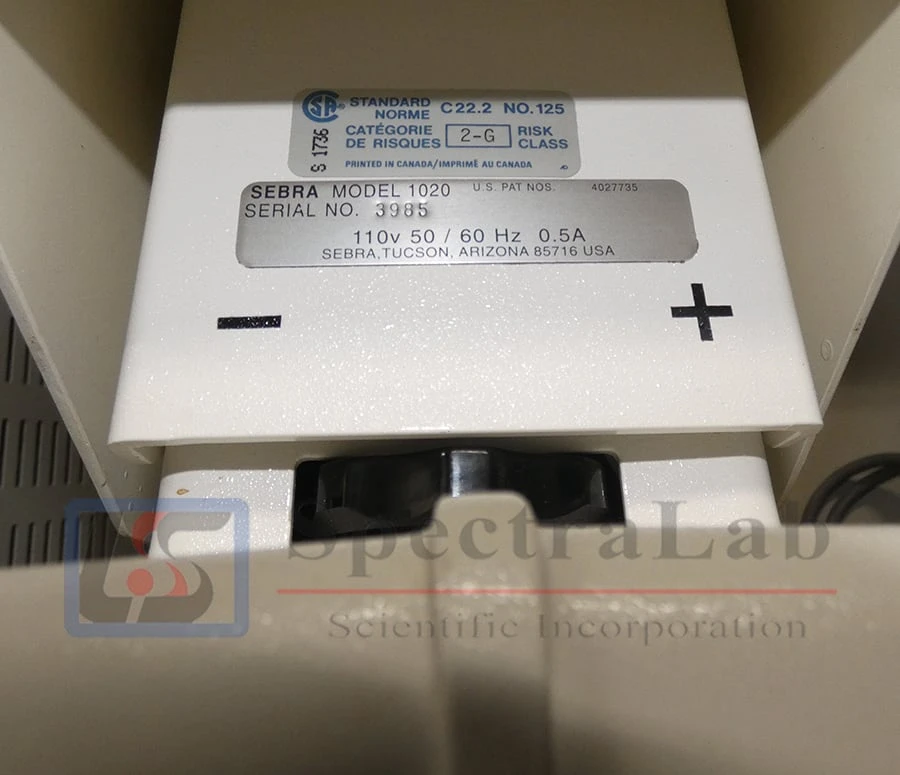 SA ® STANDARD C22.2 NO.125
NORME
CATÉGORIE 2-G RISK
DE RISQUES CLASS
S 1736
PRINTED IN CANADA/IMPRIMÉ AU CANADA
SEBRA MODEL 1020 U.S. PAT NOS. 4027735
SERIAL NO. 3985
110v 50 / 60 Hz 0.5A
SEBRA, TUCSON, ARIZONA 85716 USA
- +
LS SpectraLab
Scientific Incorporation